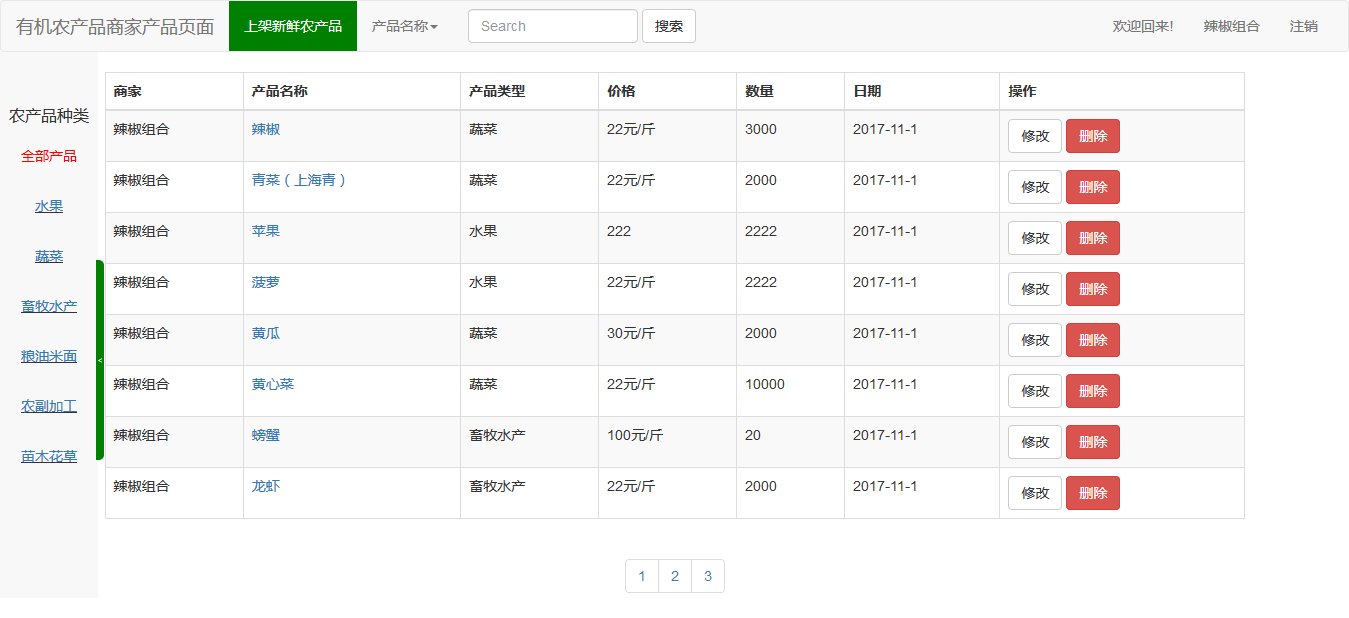 有机农产品商家产品页面 上架新鲜农产品 产品名称 Search 搜索 欢迎回来! 辣椒组合 注销
农产品种类
全部产品
水果
蔬菜
畜牧水产
粮油米面
农副加工
苗木花草
<
商家 产品名称 产品类型 价格 数量 日期 操作
辣椒组合 辣椒 蔬菜 22元/斤 3000 2017-11-1 修改 删除
辣椒组合 青菜（上海青） 蔬菜 22元/斤 2000 2017-11-1 修改 删除
辣椒组合 苹果 水果 222 2222 2017-11-1 修改 删除
辣椒组合 菠萝 水果 22元/斤 2222 2017-11-1 修改 删除
辣椒组合 黄瓜 蔬菜 30元/斤 2000 2017-11-1 修改 删除
辣椒组合 黄心菜 蔬菜 22元/斤 10000 2017-11-1 修改 删除
辣椒组合 螃蟹 畜牧水产 100元/斤 20 2017-11-1 修改 删除
辣椒组合 龙虾 畜牧水产 22元/斤 2000 2017-11-1 修改 删除
1 2 3